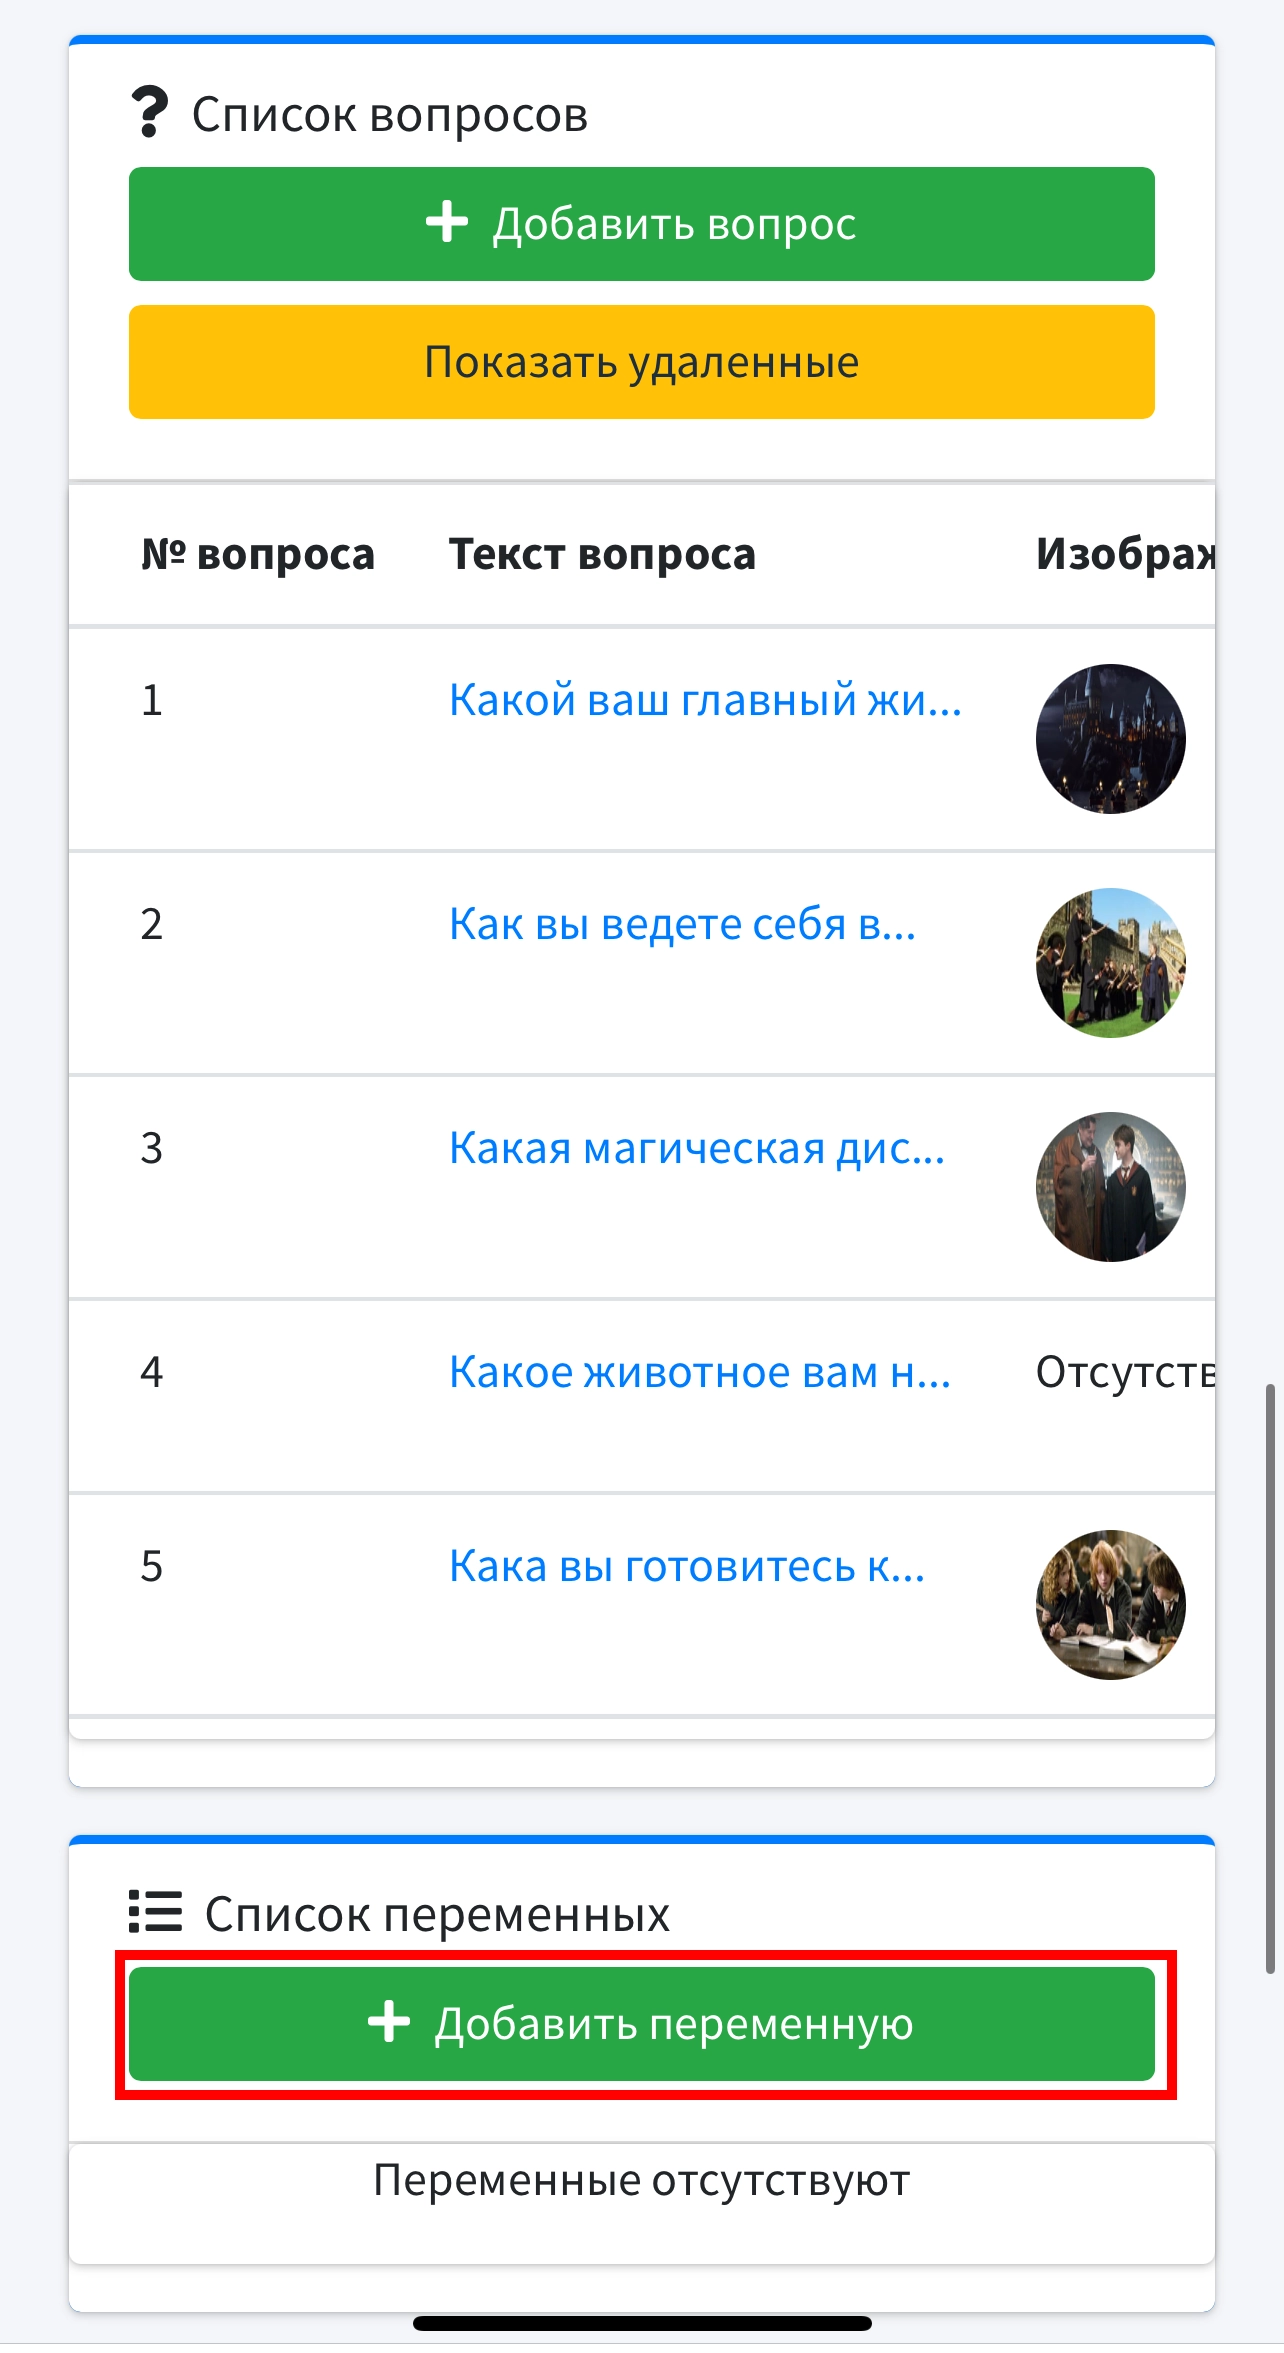 Список вопросов
Добавить вопрос
Показать удаленные
№ вопроса Текст вопроса Изображ
1 Какой ваш главный жи...
2 Как вы ведете себя в...
3 Какая магическая дис...
4 Какое животное вам н... Отсутств
5 Кака вы готовитесь к...
Список переменных
Добавить переменную
Переменные отсутствуют